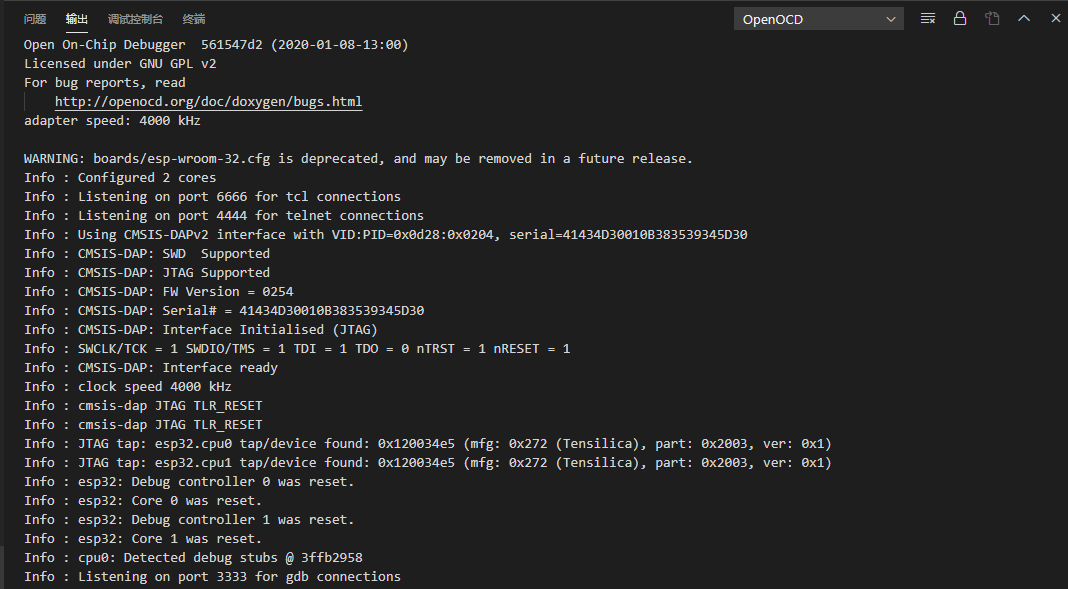 问题 输出 调试控制台 终端 OpenOCD
Open On-Chip Debugger  561547d2 (2020-01-08-13:00)
Licensed under GNU GPL v2
For bug reports, read
    http://openocd.org/doc/doxygen/bugs.html
adapter speed: 4000 kHz
WARNING: boards/esp-wroom-32.cfg is deprecated, and may be removed in a future release.
Info : Configured 2 cores
Info : Listening on port 6666 for tcl connections
Info : Listening on port 4444 for telnet connections
Info : Using CMSIS-DAPv2 interface with VID:PID=0x0d28:0x0204, serial=41434D30010B383539345D30
Info : CMSIS-DAP: SWD  Supported
Info : CMSIS-DAP: JTAG Supported
Info : CMSIS-DAP: FW Version = 0254
Info : CMSIS-DAP: Serial# = 41434D30010B383539345D30
Info : CMSIS-DAP: Interface Initialised (JTAG)
Info : SWCLK/TCK = 1 SWDIO/TMS = 1 TDI = 1 TDO = 0 nTRST = 1 nRESET = 1
Info : CMSIS-DAP: Interface ready
Info : clock speed 4000 kHz
Info : cmsis-dap JTAG TLR_RESET
Info : cmsis-dap JTAG TLR_RESET
Info : JTAG tap: esp32.cpu0 tap/device found: 0x120034e5 (mfg: 0x272 (Tensilica), part: 0x2003, ver: 0x1)
Info : JTAG tap: esp32.cpu1 tap/device found: 0x120034e5 (mfg: 0x272 (Tensilica), part: 0x2003, ver: 0x1)
Info : esp32: Debug controller 0 was reset.
Info : esp32: Core 0 was reset.
Info : esp32: Debug controller 1 was reset.
Info : esp32: Core 1 was reset.
Info : cpu0: Detected debug stubs @ 3ffb2958
Info : Listening on port 3333 for gdb connections